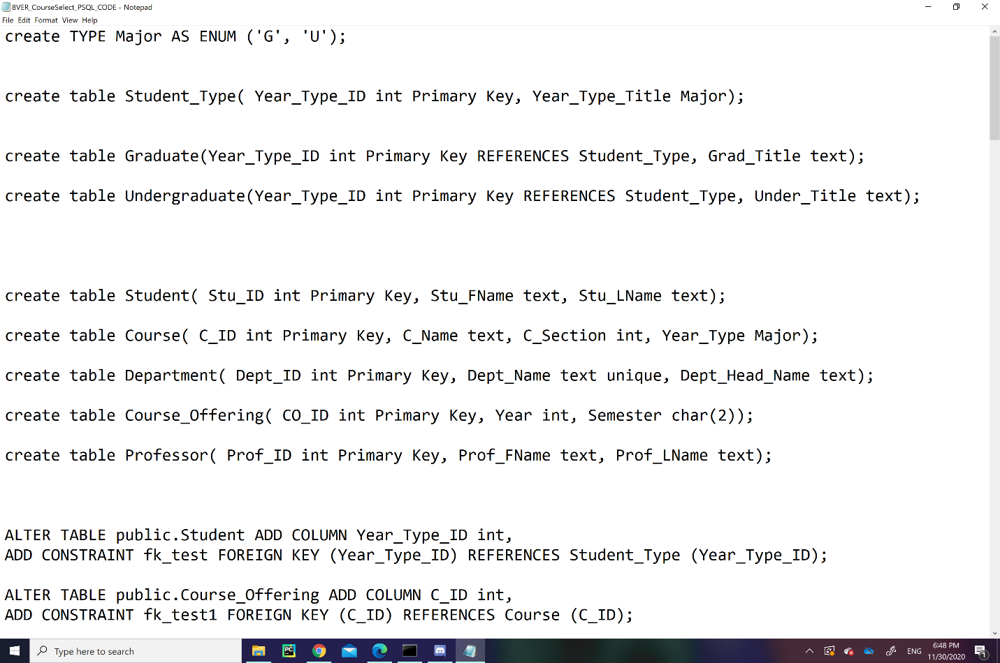 8VER_CourseSelect_PSQL_CODE - Notepad
File Edit Format View Help
create TYPE Major AS ENUM ('G', 'U');
create table Student_Type( Year_Type_ID int Primary Key, Year_Type_Title Major);
create table Graduate(Year_Type_ID int Primary Key REFERENCES Student_Type, Grad_Title text);
create table Undergraduate(Year_Type_ID int Primary Key REFERENCES Student_Type, Under_Title text);
create table Student( Stu_ID int Primary Key, Stu_FName text, Stu_LName text);
create table Course( C_ID int Primary Key, C_Name text, C_Section int, Year_Type Major);
create table Department( Dept_ID int Primary Key, Dept_Name text unique, Dept_Head_Name text);
create table Course_Offering( CO_ID int Primary Key, Year int, Semester char(2));
create table Professor( Prof_ID int Primary Key, Prof_FName text, Prof_LName text);
ALTER TABLE public.Student ADD COLUMN Year_Type_ID int,
ADD CONSTRAINT fk_test FOREIGN KEY (Year_Type_ID) REFERENCES Student_Type (Year_Type_ID);
ALTER TABLE public.Course_Offering ADD COLUMN C_ID int,
ADD CONSTRAINT fk_test1 FOREIGN KEY (C_ID) REFERENCES Course (C_ID);
Type here to search
PC
ENG
6:48 PM
11/30/2020
1